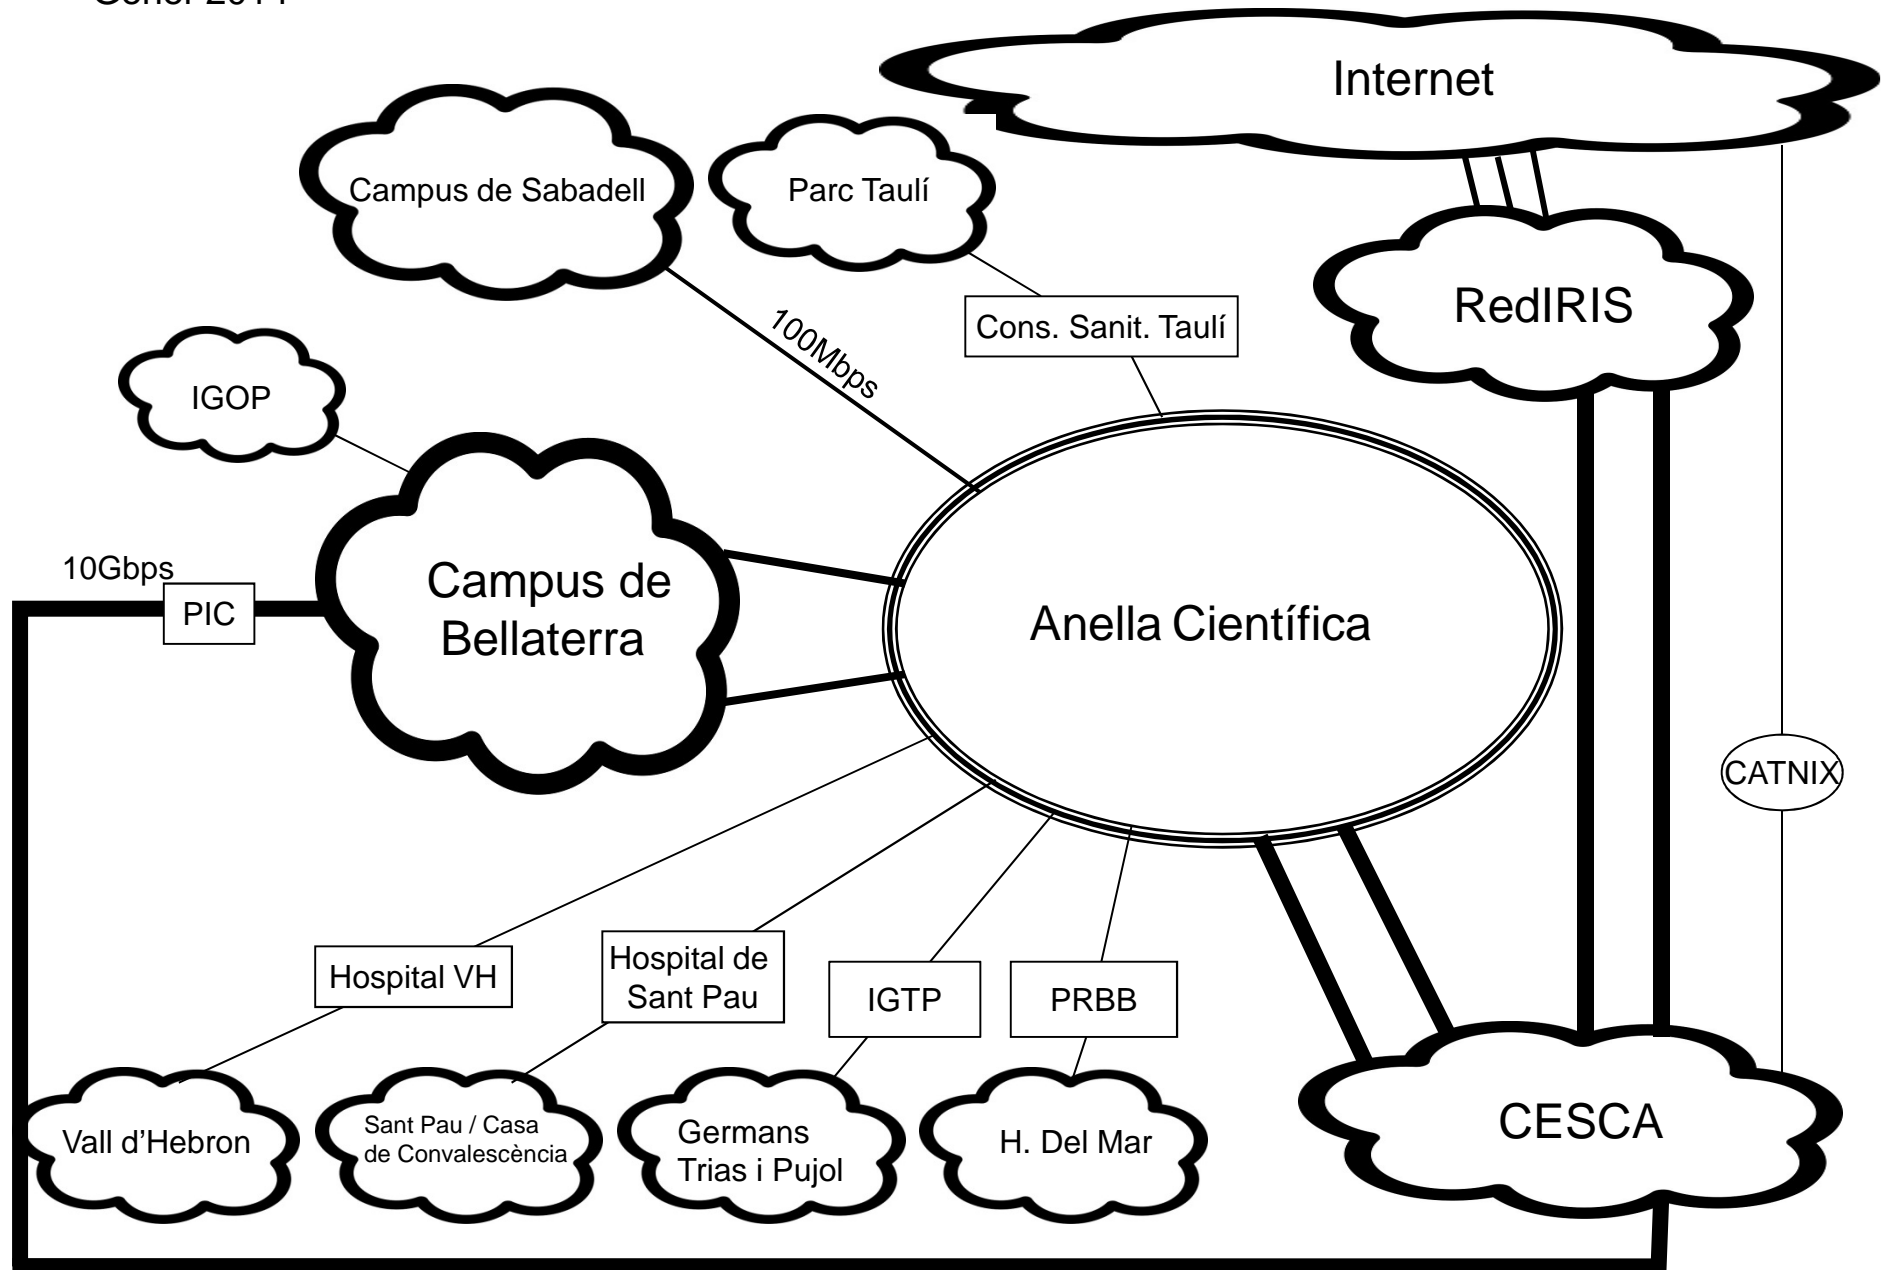 Internet
Campus de Sabadell
Parc Taulí
RedIRIS
Cons. Sanit. Taulí
100Mbps
IGOP
10Gbps
PIC
Campus de
Bellaterra
Anella Científica
CATNIX
Hospital VH
Hospital de
Sant Pau
IGTP
PRBB
Vall d’Hebron
Sant Pau / Casa
de Convalescència
Germans
Trias i Pujol
H. Del Mar
CESCA